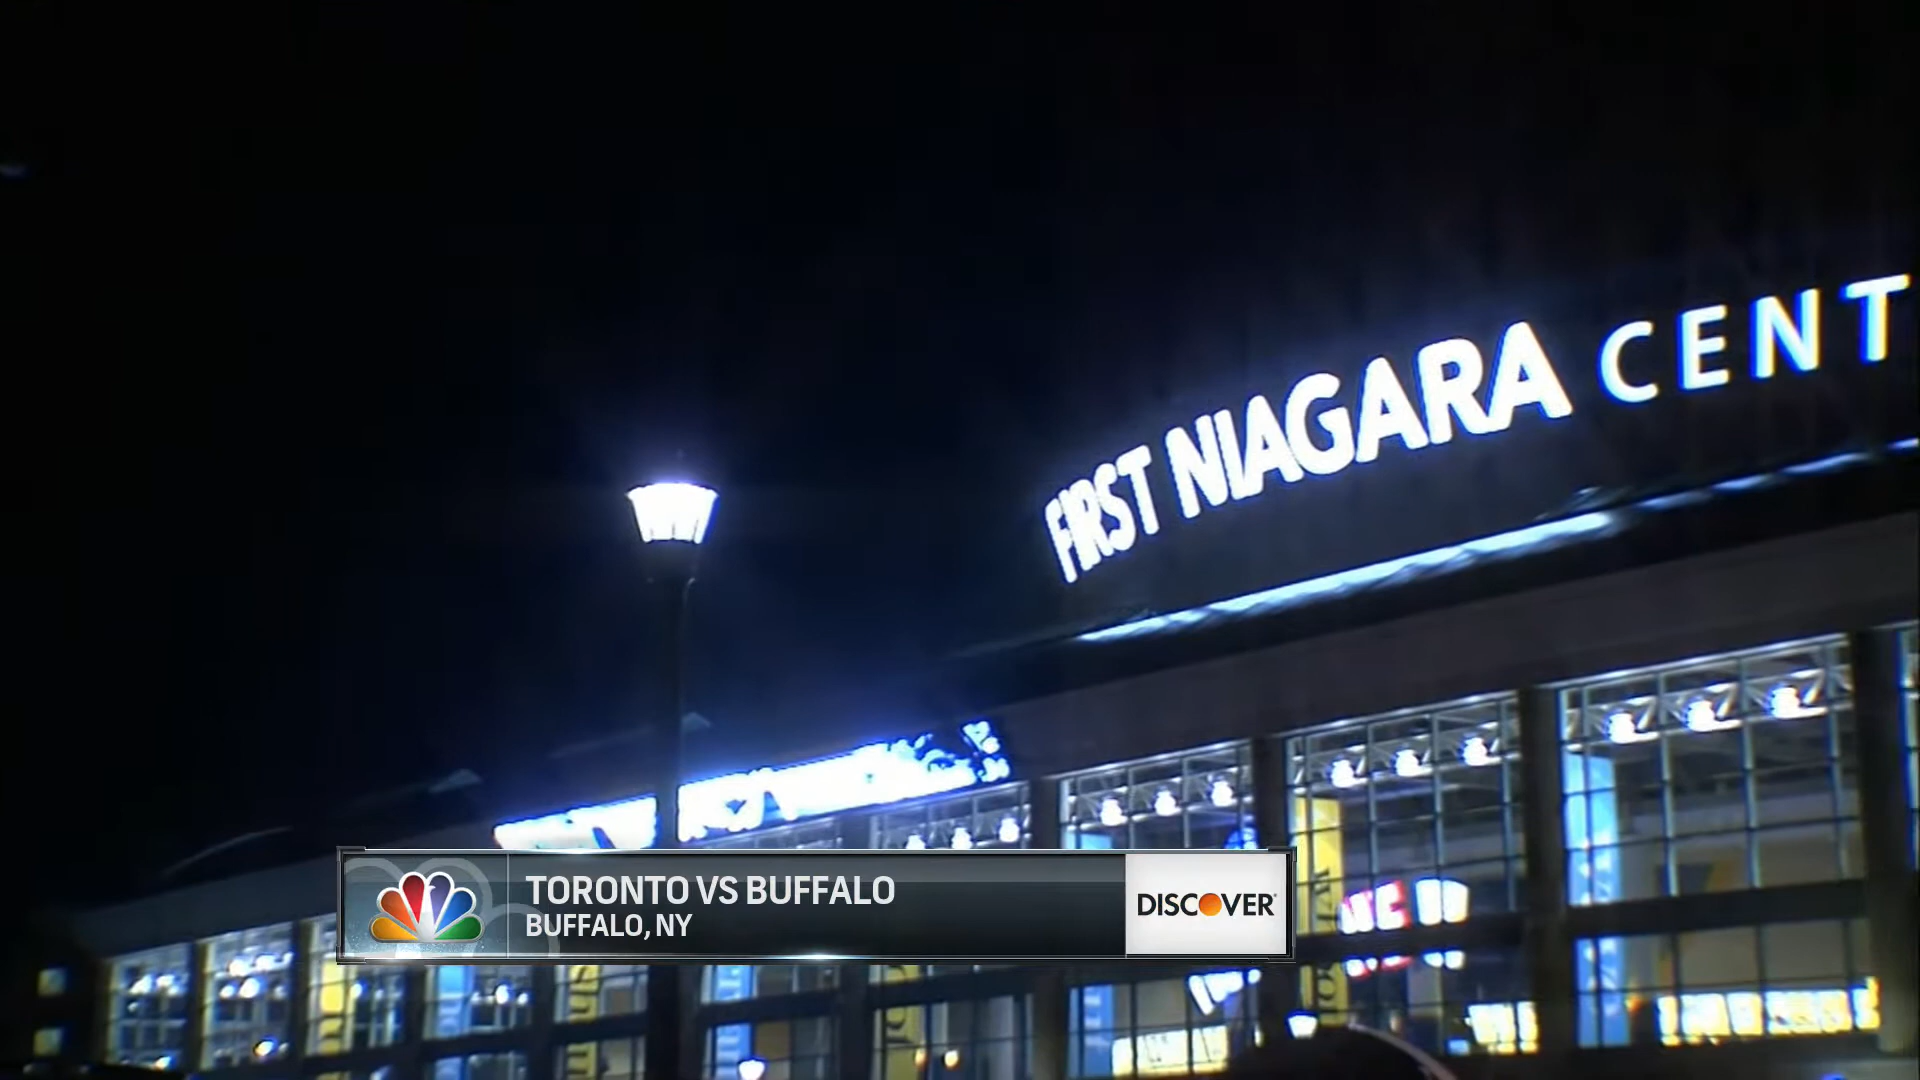 FIRST NIAGARA CENT
TORONTO VS BUFFALO
BUFFALO, NY
DISCOVER